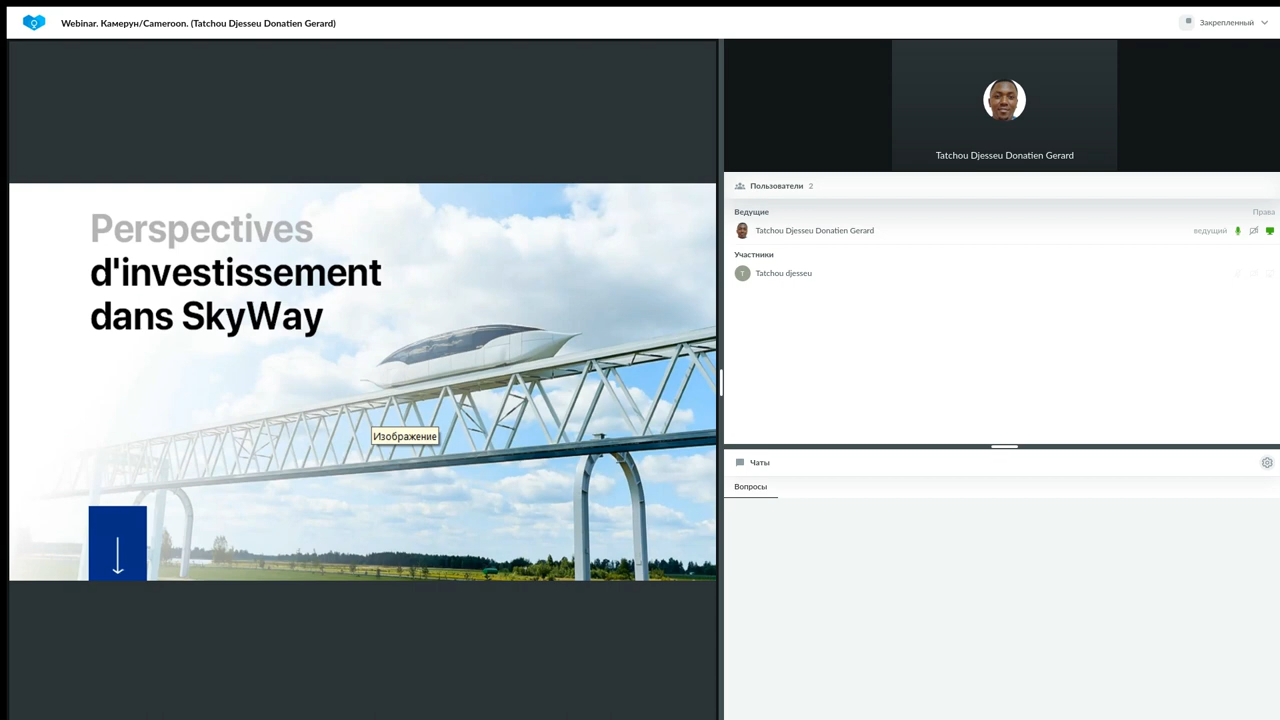 Webinar. Камерун/Cameroon. (Tatchou Djesseu Donatien Gerard)
Закрепленный
Perspectives
d'investissement
dans SkyWay
Изображение
Tatchou Djesseu Donatien Gerard
Пользователи 2
Ведущие Права
Tatchou Djesseu Donatien Gerard ведущий
Участники
T Tatchou djesseu
Чаты
Вопросы